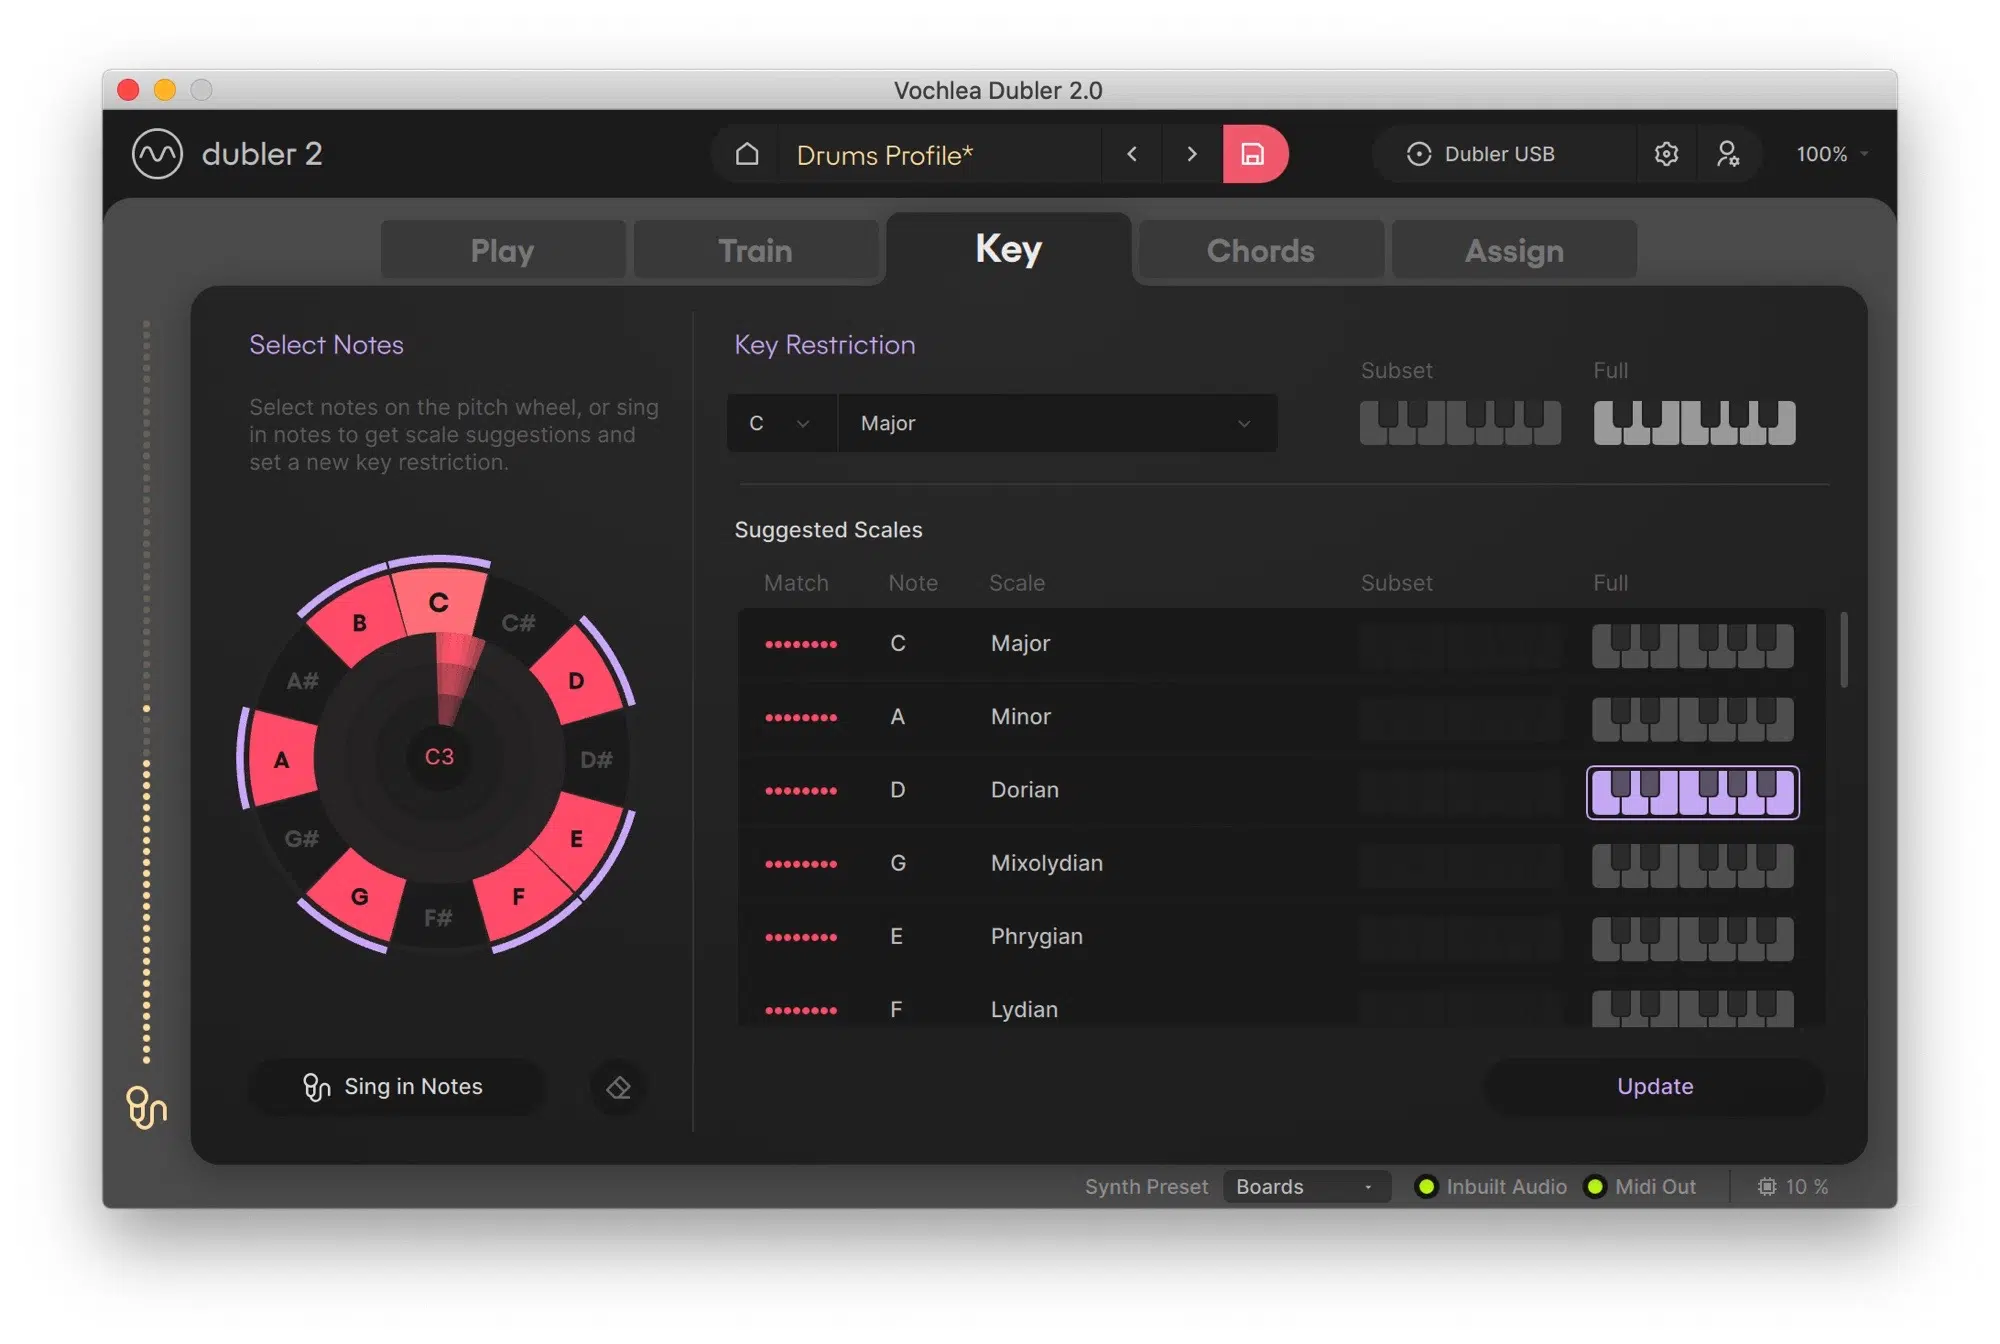 Vochlea Dubler 2.0
dubler 2
Drums Profile*
Dubler USB
100%
Play
Train
Key
Chords
Assign
Select Notes
Select notes on the pitch wheel, or sing
in notes to get scale suggestions and
set a new key restriction.
C
C#
D
D#
E
F
F#
G
G#
A
A#
B
C3
Sing in Notes
Key Restriction
Subset
Full
C
Major
Suggested Scales
Match Note Scale Subset Full
C Major
A Minor
D Dorian
G Mixolydian
E Phrygian
F Lydian
Update
Synth Preset Boards Inbuilt Audio Midi Out 10 %